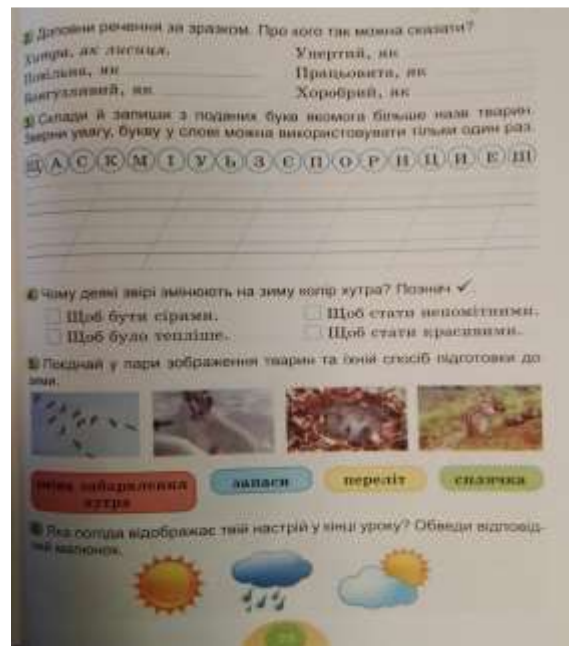 Доповни речення за зразком. Про кого так можна сказати?
Хитра, як лисиця.
Повільна, як
Вайлуватий, як
Упертий, як
Працьовита, як
Хоробрий, як
Склади й запиши з поданих букв якомога більше назв тварин.
Зверни увагу, букву у слові можна використовувати тільки один раз.
Щ А С К М І У Ь З Є П О Р Н Ц И Е Ш
Чому деякі звірі змінюють на зиму колір хутра? Познач ✓.
Щоб бути сірими.
Щоб було тепліше.
Щоб стати непомітними.
Щоб стати красивими.
Поєднай у пари зображення тварин та їхній спосіб підготовки до
зими.
зміна забарвлення
хутра
запаси
переліт
сплячка
Яка погода відображає твій настрій у кінці уроку? Обведи відповід-
ний малюнок.